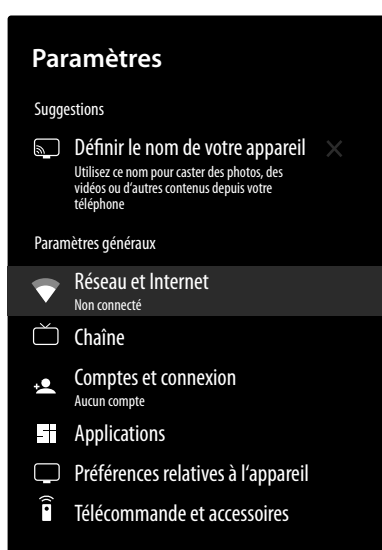 Paramètres
Suggestions
Définir le nom de votre appareil
Utilisez ce nom pour caster des photos, des
vidéos ou d'autres contenus depuis votre
téléphone
Paramètres généraux
Réseau et Internet
Non connecté
Chaîne
Comptes et connexion
Aucun compte
Applications
Préférences relatives à l'appareil
Télécommande et accessoires